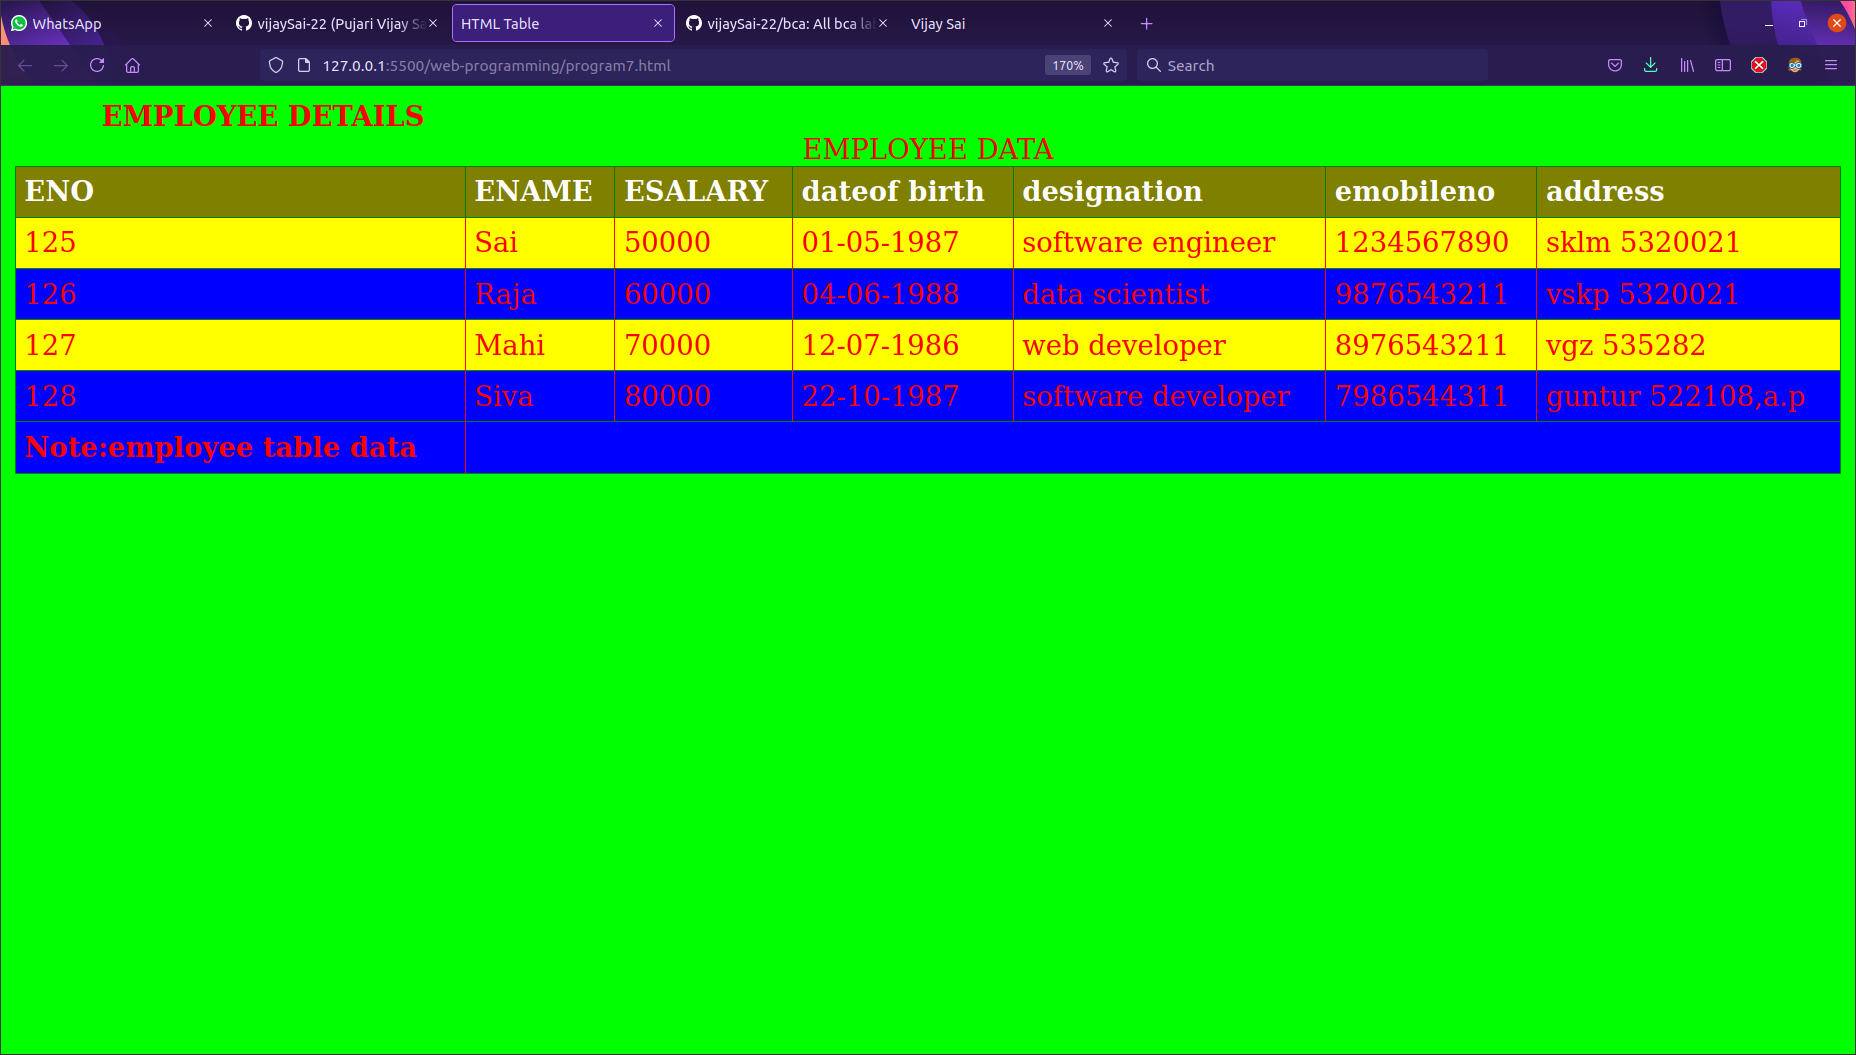 WhatsApp vijaySai-22 (Pujari Vijay Sa HTML Table vijaySai-22/bca: All bca la Vijay Sai
127.0.0.1:5500/web-programming/program7.html 170% Search
EMPLOYEE DETAILS
EMPLOYEE DATA
ENO ENAME ESALARY dateof birth designation emobileno address
125 Sai 50000 01-05-1987 software engineer 1234567890 sklm 5320021
126 Raja 60000 04-06-1988 data scientist 9876543211 vskp 5320021
127 Mahi 70000 12-07-1986 web developer 8976543211 vgz 535282
128 Siva 80000 22-10-1987 software developer 7986544311 guntur 522108,a.p
Note:employee table data